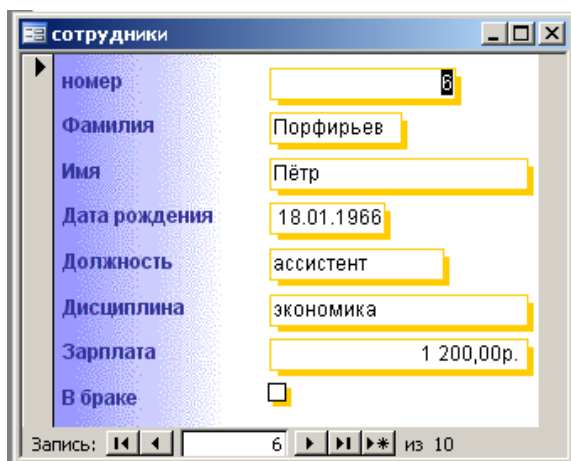 сотрудники
номер 6
Фамилия Порфирьев
Имя Пётр
Дата рождения 18.01.1966
Должность ассистент
Дисциплина экономика
Зарплата 1 200,00р.
В браке
Запись: 6 из 10